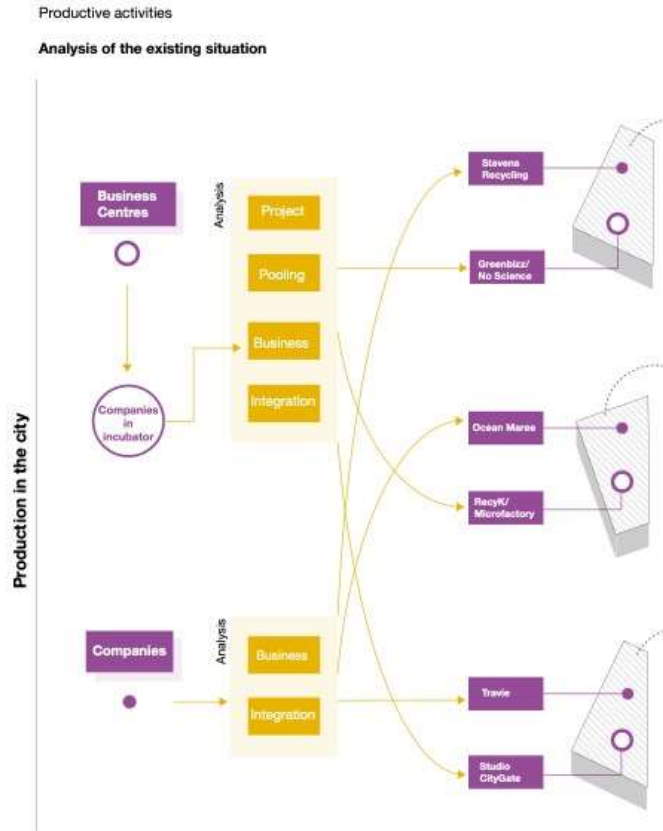 Productive activities
Analysis of the existing situation
Production in the city
Business
Centres
Companies
in
incubator
Analysis
Project
Pooling
Business
Integration
Stevens
Recycling
Greenbizz/
No Science
Ocean Maree
RecyK/
Microfactory
Companies
Analysis
Business
Integration
Travie
Studio
CityGate